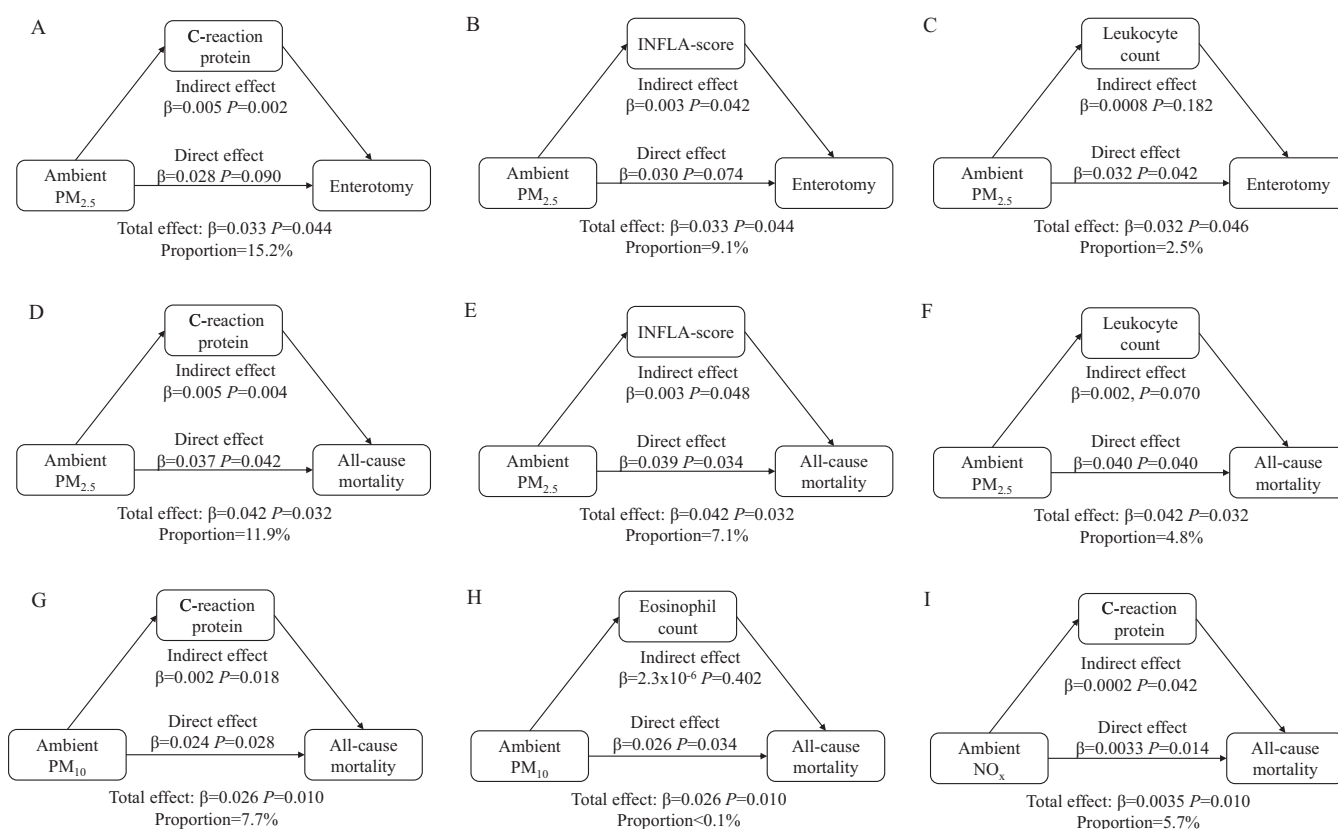 A
C-reaction
protein
Indirect effect
β=0.005 P=0.002
Direct effect
β=0.028 P=0.090
Ambient
PM2.5
Enterotomy
Total effect: β=0.033 P=0.044
Proportion=15.2%
B
INFLA-score
Indirect effect
β=0.003 P=0.042
Direct effect
β=0.030 P=0.074
Ambient
PM2.5
Enterotomy
Total effect: β=0.033 P=0.044
Proportion=9.1%
C
Leukocyte
count
Indirect effect
β=0.0008 P=0.182
Direct effect
β=0.032 P=0.042
Ambient
PM2.5
Enterotomy
Total effect: β=0.032 P=0.046
Proportion=2.5%
D
C-reaction
protein
Indirect effect
β=0.005 P=0.004
Direct effect
β=0.037 P=0.042
Ambient
PM2.5
All-cause
mortality
Total effect: β=0.042 P=0.032
Proportion=11.9%
E
INFLA-score
Indirect effect
β=0.003 P=0.048
Direct effect
β=0.039 P=0.034
Ambient
PM2.5
All-cause
mortality
Total effect: β=0.042 P=0.032
Proportion=7.1%
F
Leukocyte
count
Indirect effect
β=0.002, P=0.070
Direct effect
β=0.040 P=0.040
Ambient
PM2.5
All-cause
mortality
Total effect: β=0.042 P=0.032
Proportion=4.8%
G
C-reaction
protein
Indirect effect
β=0.002 P=0.018
Direct effect
β=0.024 P=0.028
Ambient
PM10
All-cause
mortality
Total effect: β=0.026 P=0.010
Proportion=7.7%
H
Eosinophil
count
Indirect effect
β=2.3x10⁻⁶ P=0.402
Direct effect
β=0.026 P=0.034
Ambient
PM10
All-cause
mortality
Total effect: β=0.026 P=0.010
Proportion<0.1%
I
C-reaction
protein
Indirect effect
β=0.0002 P=0.042
Direct effect
β=0.0033 P=0.014
Ambient
NOx
All-cause
mortality
Total effect: β=0.0035 P=0.010
Proportion=5.7%